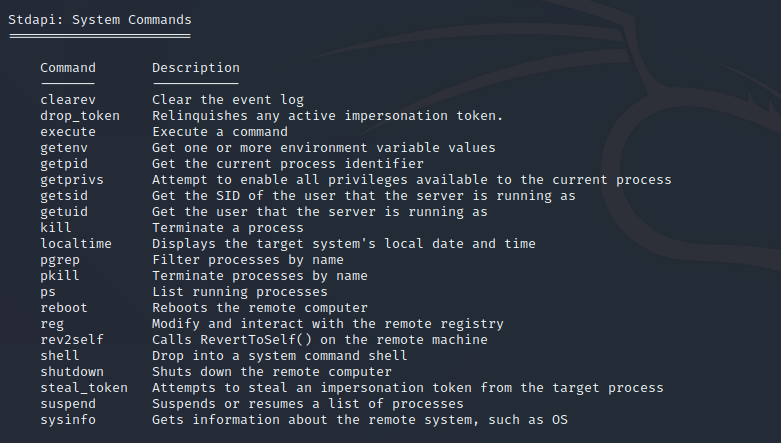 Stdapi: System Commands
=======================
Command Description
------- -----------
clearev Clear the event log
drop_token Relinquishes any active impersonation token.
execute Execute a command
getenv Get one or more environment variable values
getpid Get the current process identifier
getprivs Attempt to enable all privileges available to the current process
getsid Get the SID of the user that the server is running as
getuid Get the user that the server is running as
kill Terminate a process
localtime Displays the target system's local date and time
pgrep Filter processes by name
pkill Terminate processes by name
ps List running processes
reboot Reboots the remote computer
reg Modify and interact with the remote registry
rev2self Calls RevertToSelf() on the remote machine
shell Drop into a system command shell
shutdown Shuts down the remote computer
steal_token Attempts to steal an impersonation token from the target process
suspend Suspends or resumes a list of processes
sysinfo Gets information about the remote system, such as OS